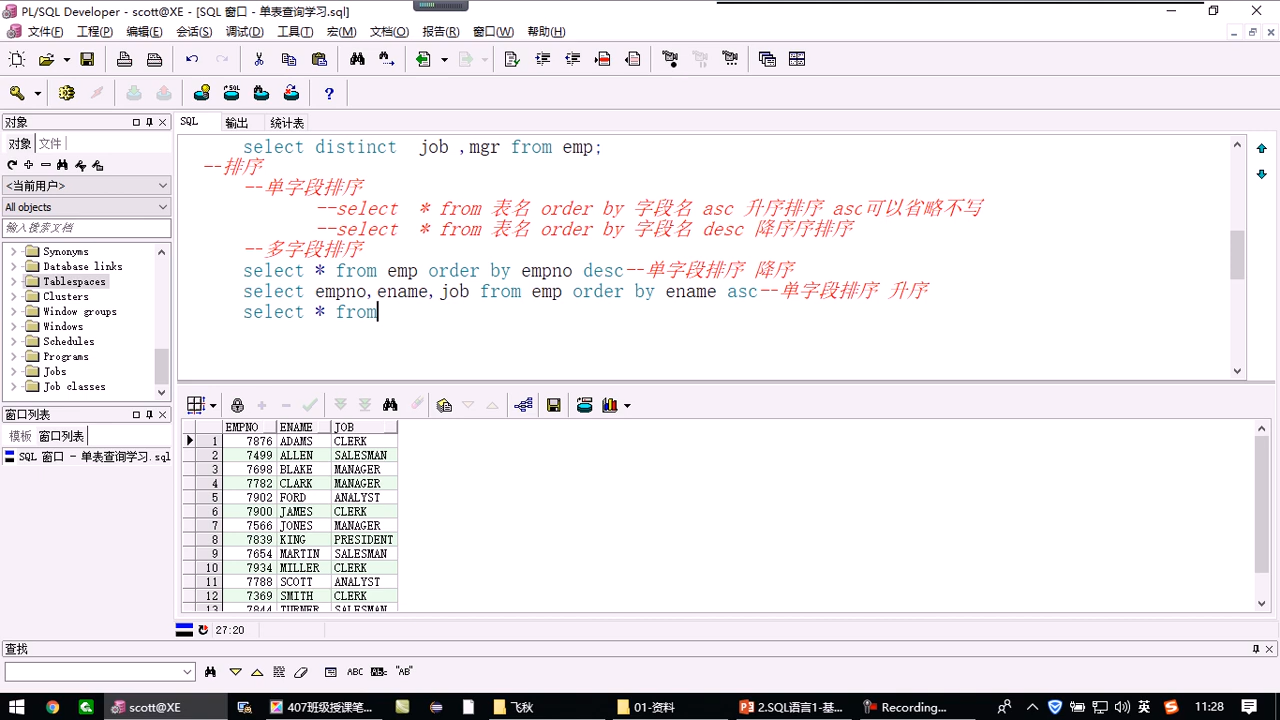 PL/SQL Developer - scott@XE - [SQL 窗口 - 单表查询学习.sql]
文件(F) 工程(P) 编辑(E) 会话(S) 调试(D) 工具(T) 宏(M) 文档(O) 报告(R) 窗口(W) 帮助(H)
对象
对象 文件
<当前用户>
All objects
输入搜索文档
Synonyms
Database links
Tablespaces
Clusters
Window groups
Windows
Schedules
Programs
Jobs
Job classes
窗口列表
模板 窗口列表
SQL 窗口 - 单表查询学习.sql
SQL 输出 统计表
select distinct job ,mgr from emp;
--排序
--单字段排序
--select * from 表名 order by 字段名 asc 升序排序 asc可以省略不写
--select * from 表名 order by 字段名 desc 降序序排序
--多字段排序
select * from emp order by empno desc--单字段排序 降序
select empno,ename,job from emp order by ename asc--单字段排序 升序
select * from
EMPNO ENAME JOB
1 7876 ADAMS CLERK
2 7499 ALLEN SALESMAN
3 7698 BLAKE MANAGER
4 7782 CLARK MANAGER
5 7902 FORD ANALYST
6 7900 JAMES CLERK
7 7566 JONES MANAGER
8 7839 KING PRESIDENT
9 7654 MARTIN SALESMAN
10 7934 MILLER CLERK
11 7788 SCOTT ANALYST
12 7369 SMITH CLERK
13 7844 TURNER SALESMAN
27:20
查找
ABC ABc "AB"
scott@XE 407班级授课笔... 飞秋 01-资料 2.SQL语言1-基... Recording... 英 11:28